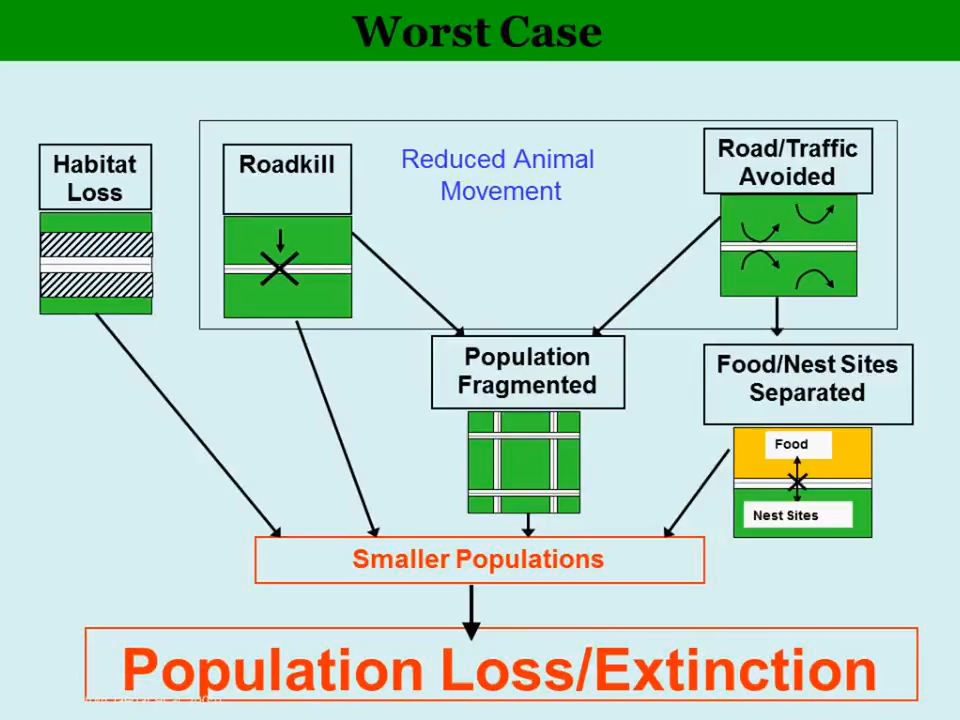 Worst Case
Habitat
Loss
Roadkill
Reduced Animal
Movement
Road/Traffic
Avoided
Population
Fragmented
Food/Nest Sites
Separated
Food
Nest Sites
Smaller Populations
Population Loss/Extinction